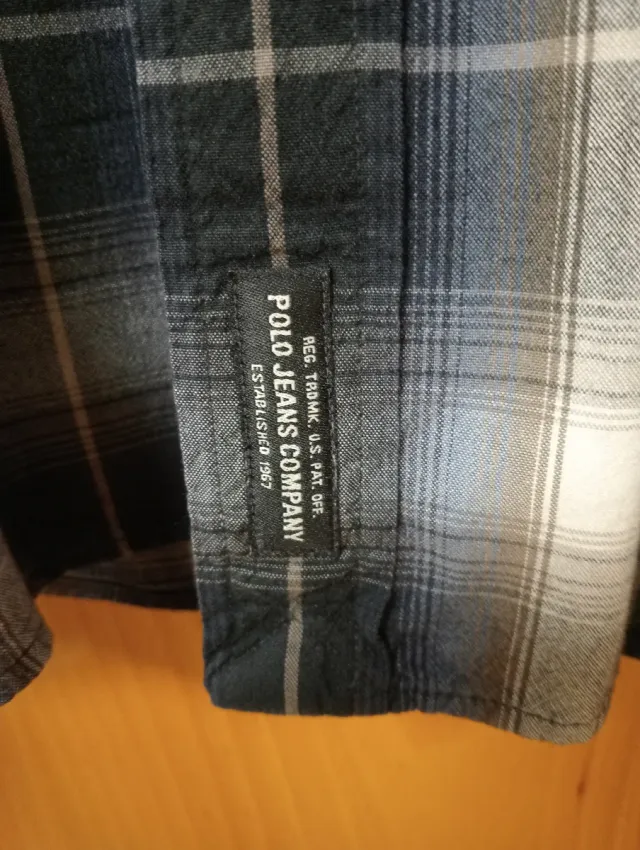 REG. TRDMK. U.S. PAT. OFF.
POLO JEANS COMPANY
ESTABLISHED 1967